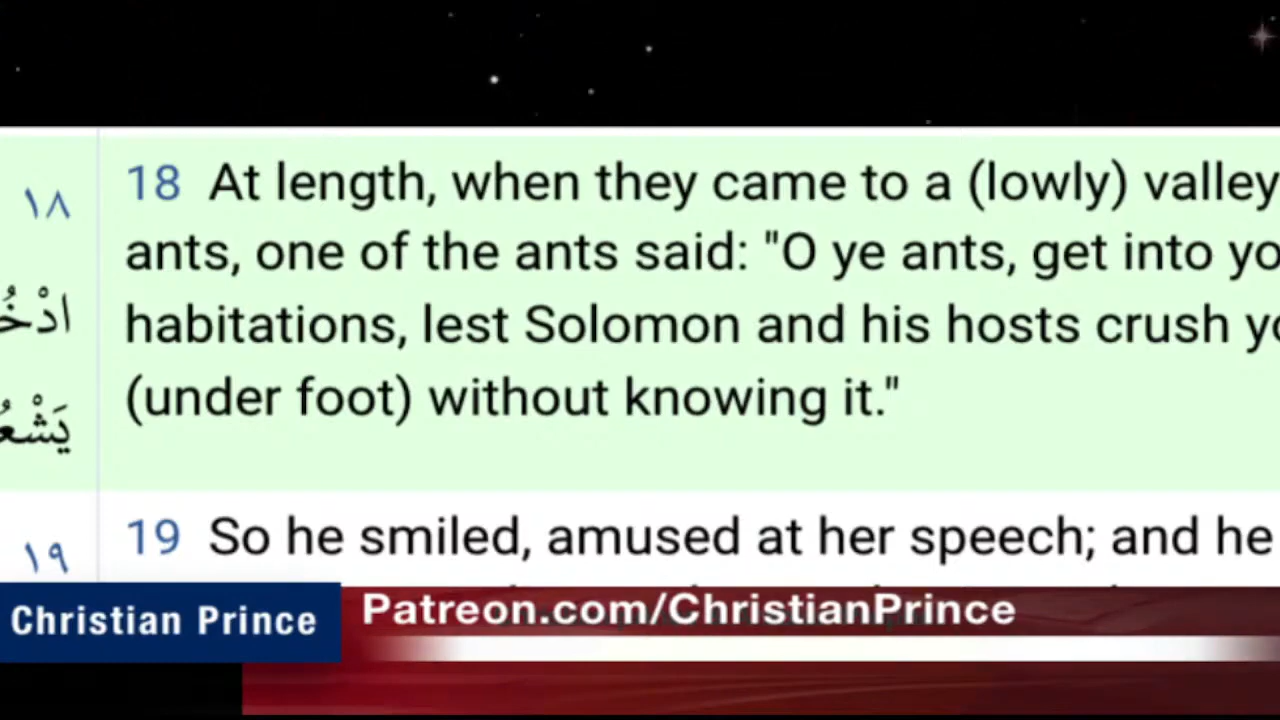 ١٨
18 At length, when they came to a (lowly) valley
ants, one of the ants said: "O ye ants, get into yo
habitations, lest Solomon and his hosts crush yo
(under foot) without knowing it."
١٩
19 So he smiled, amused at her speech; and he
Christian Prince
Patreon.com/ChristianPrince